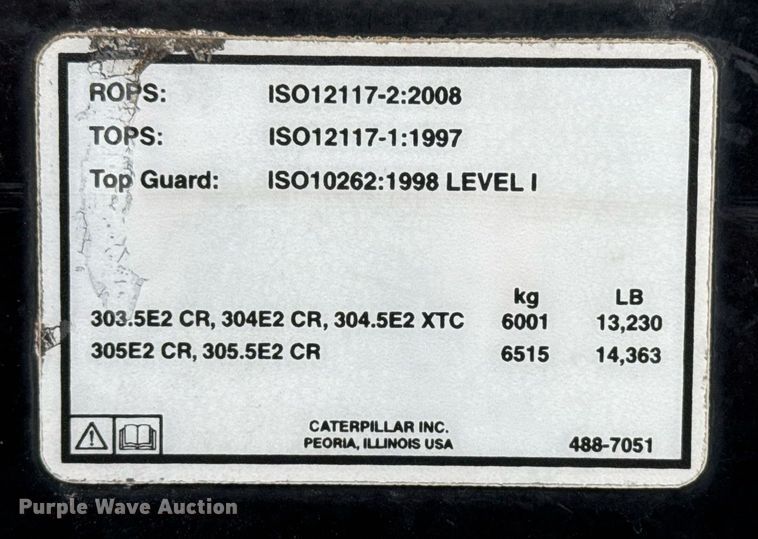 ROPS: ISO12117-2:2008
TOPS: ISO12117-1:1997
Top Guard: ISO10262:1998 LEVEL I
kg LB
303.5E2 CR, 304E2 CR, 304.5E2 XTC 6001 13,230
305E2 CR, 305.5E2 CR 6515 14,363
CATERPILLAR INC.
PEORIA, ILLINOIS USA
488-7051
Purple Wave Auction